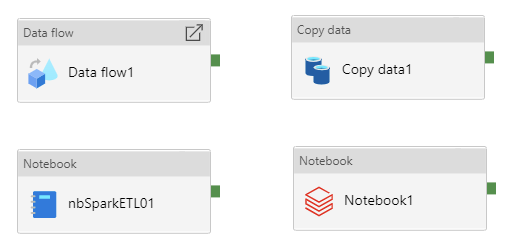 Data flow
Data flow1
Copy data
Copy data1
Notebook
nbSparkETL01
Notebook
Notebook1